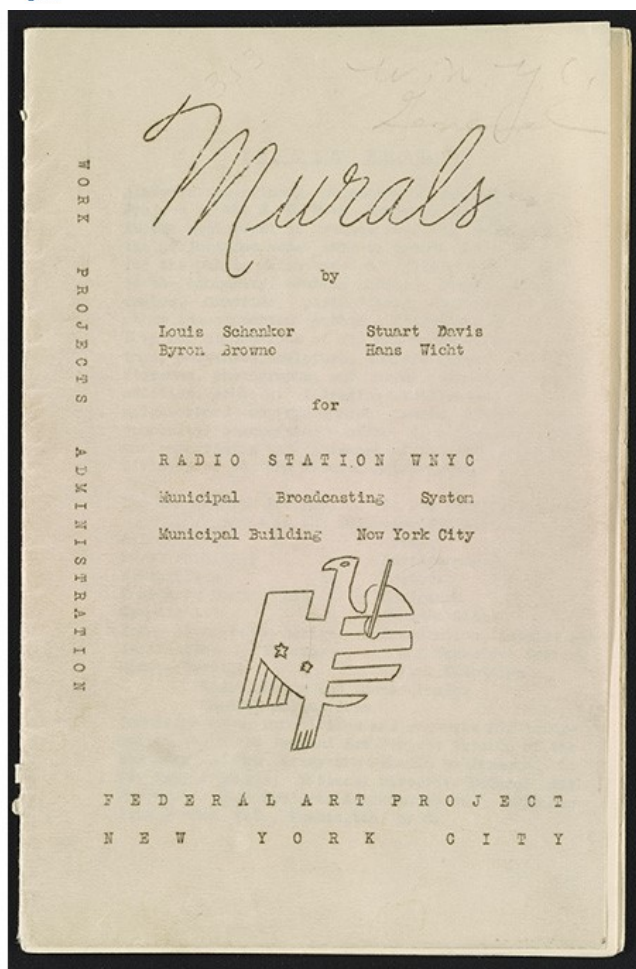 353
W.N.Y.C.
Murals
by
Louis Schanker Stuart Davis
Byron Browne Hans Wicht
for
RADIO STATION WNYC
Municipal Broadcasting System
Municipal Building New York City
WORK PROJECTS ADMINISTRATION
FEDERAL ART PROJECT
NEW YORK CITY